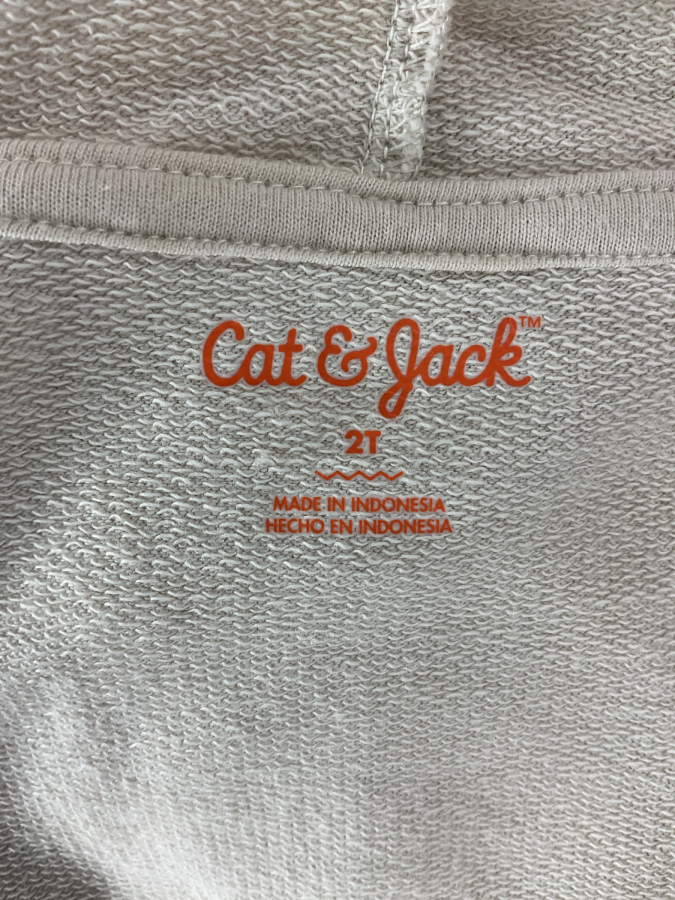 Cat & Jack™
2T
MADE IN INDONESIA
HECHO EN INDONESIA